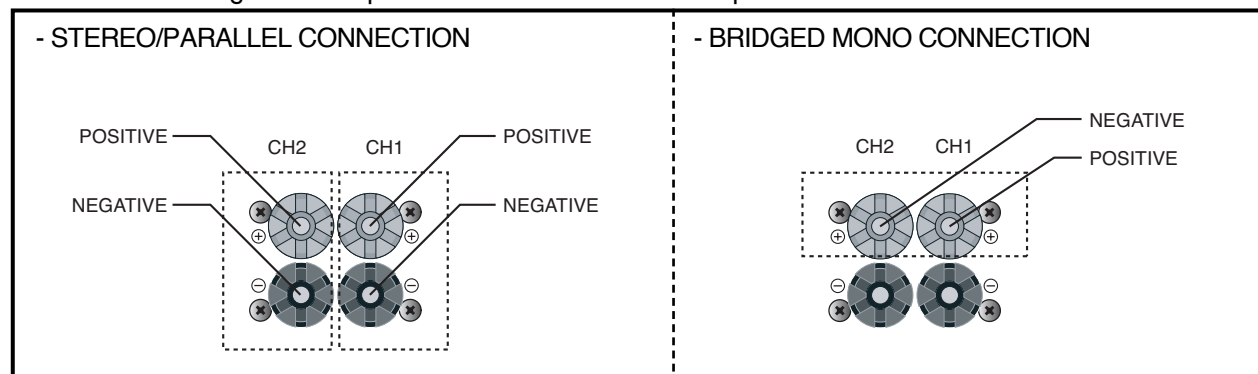 - STEREO/PARALLEL CONNECTION
POSITIVE
CH2
CH1
POSITIVE
NEGATIVE
NEGATIVE
- BRIDGED MONO CONNECTION
CH2
CH1
NEGATIVE
POSITIVE